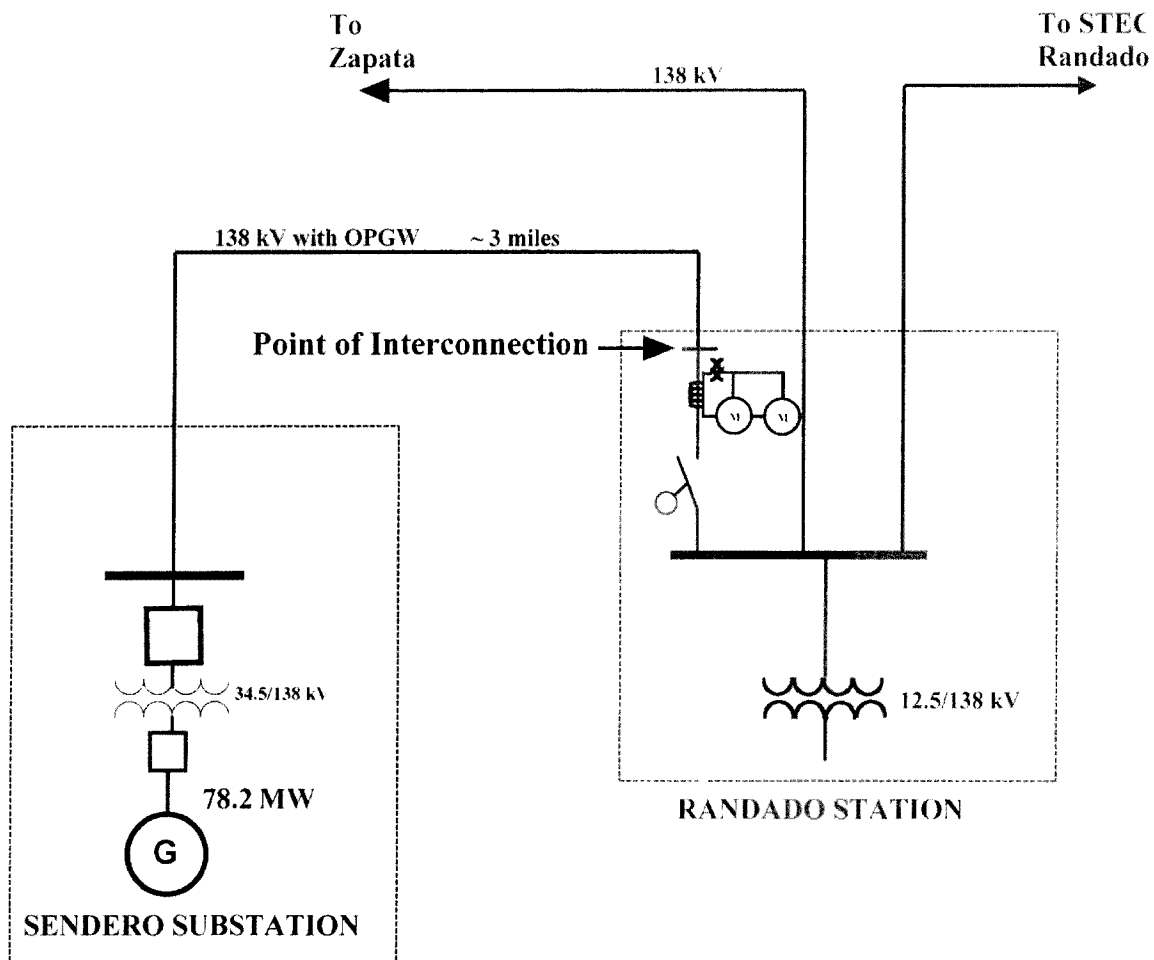 To
Zapata
To STEC
Randado
138 kV
138 kV with OPGW ~ 3 miles
Point of Interconnection
M M
34.5/138 kV
12.5/138 kV
78.2 MW
RANDADO STATION
G
SENDERO SUBSTATION